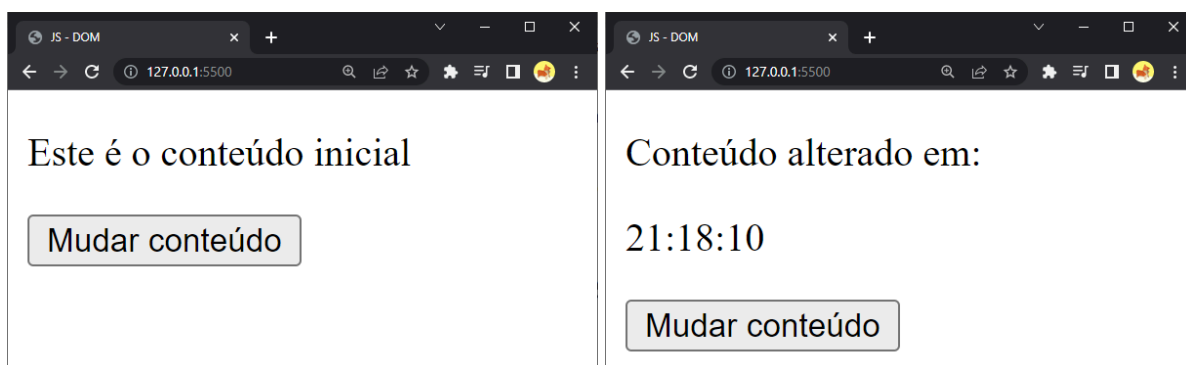 JS - DOM
127.0.0.1:5500
Este é o conteúdo inicial
Mudar conteúdo
JS - DOM
127.0.0.1:5500
Conteúdo alterado em:
21:18:10
Mudar conteúdo